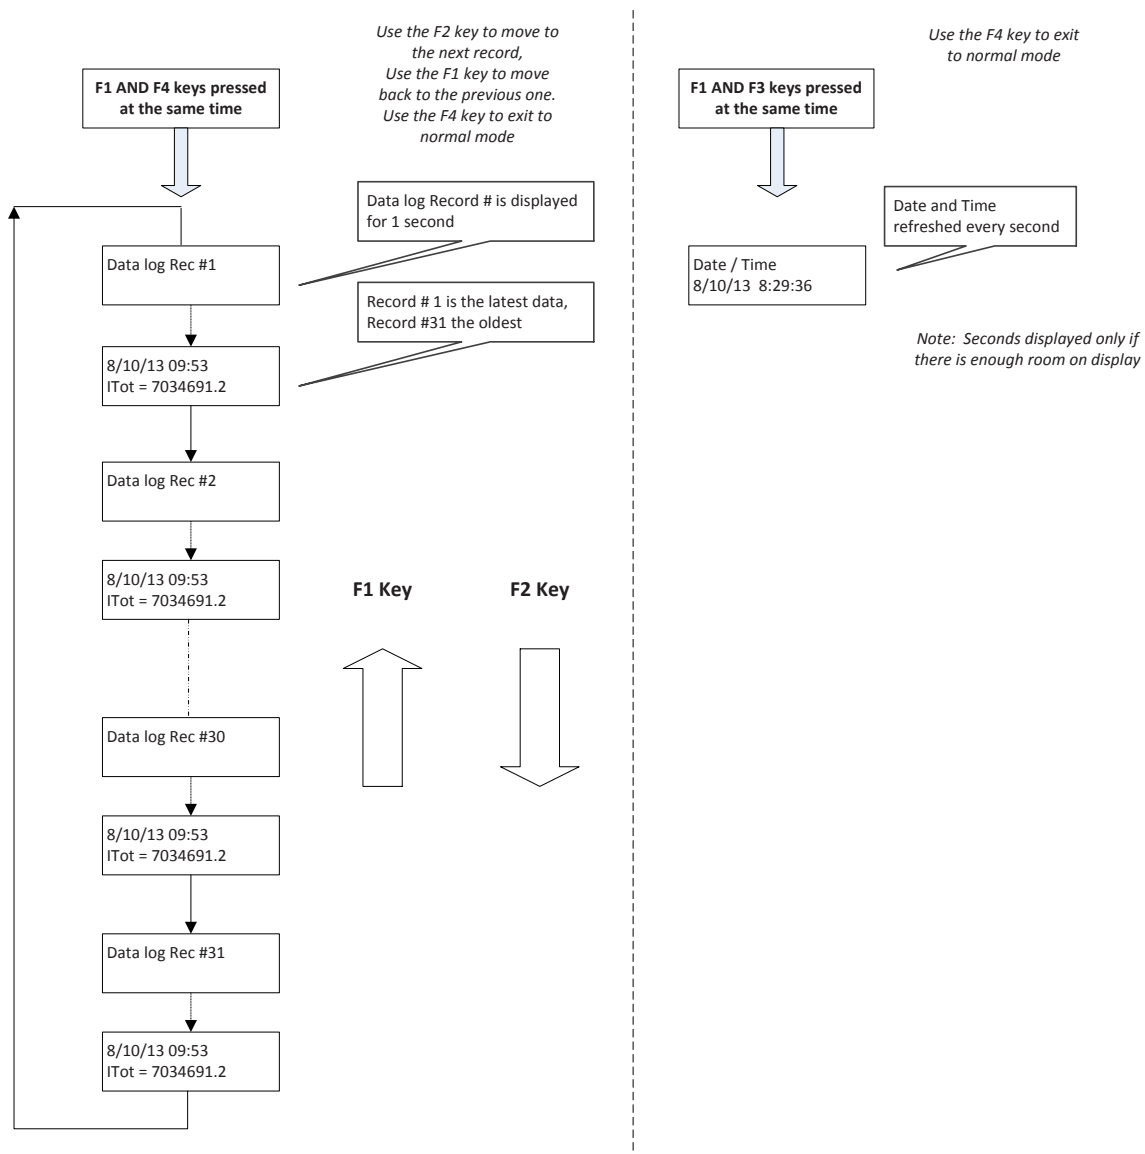 Use the F2 key to move to
the next record,
Use the F1 key to move
back to the previous one.
Use the F4 key to exit to
normal mode
F1 AND F4 keys pressed
at the same time
Data log Record # is displayed
for 1 second
Data log Rec #1
Record # 1 is the latest data,
Record #31 the oldest
8/10/13 09:53
ITot = 7034691.2
Data log Rec #2
8/10/13 09:53
ITot = 7034691.2
F1 Key
F2 Key
Data log Rec #30
8/10/13 09:53
ITot = 7034691.2
Data log Rec #31
8/10/13 09:53
ITot = 7034691.2
Use the F4 key to exit
to normal mode
F1 AND F3 keys pressed
at the same time
Date and Time
refreshed every second
Date / Time
8/10/13  8:29:36
Note:  Seconds displayed only if
there is enough room on display